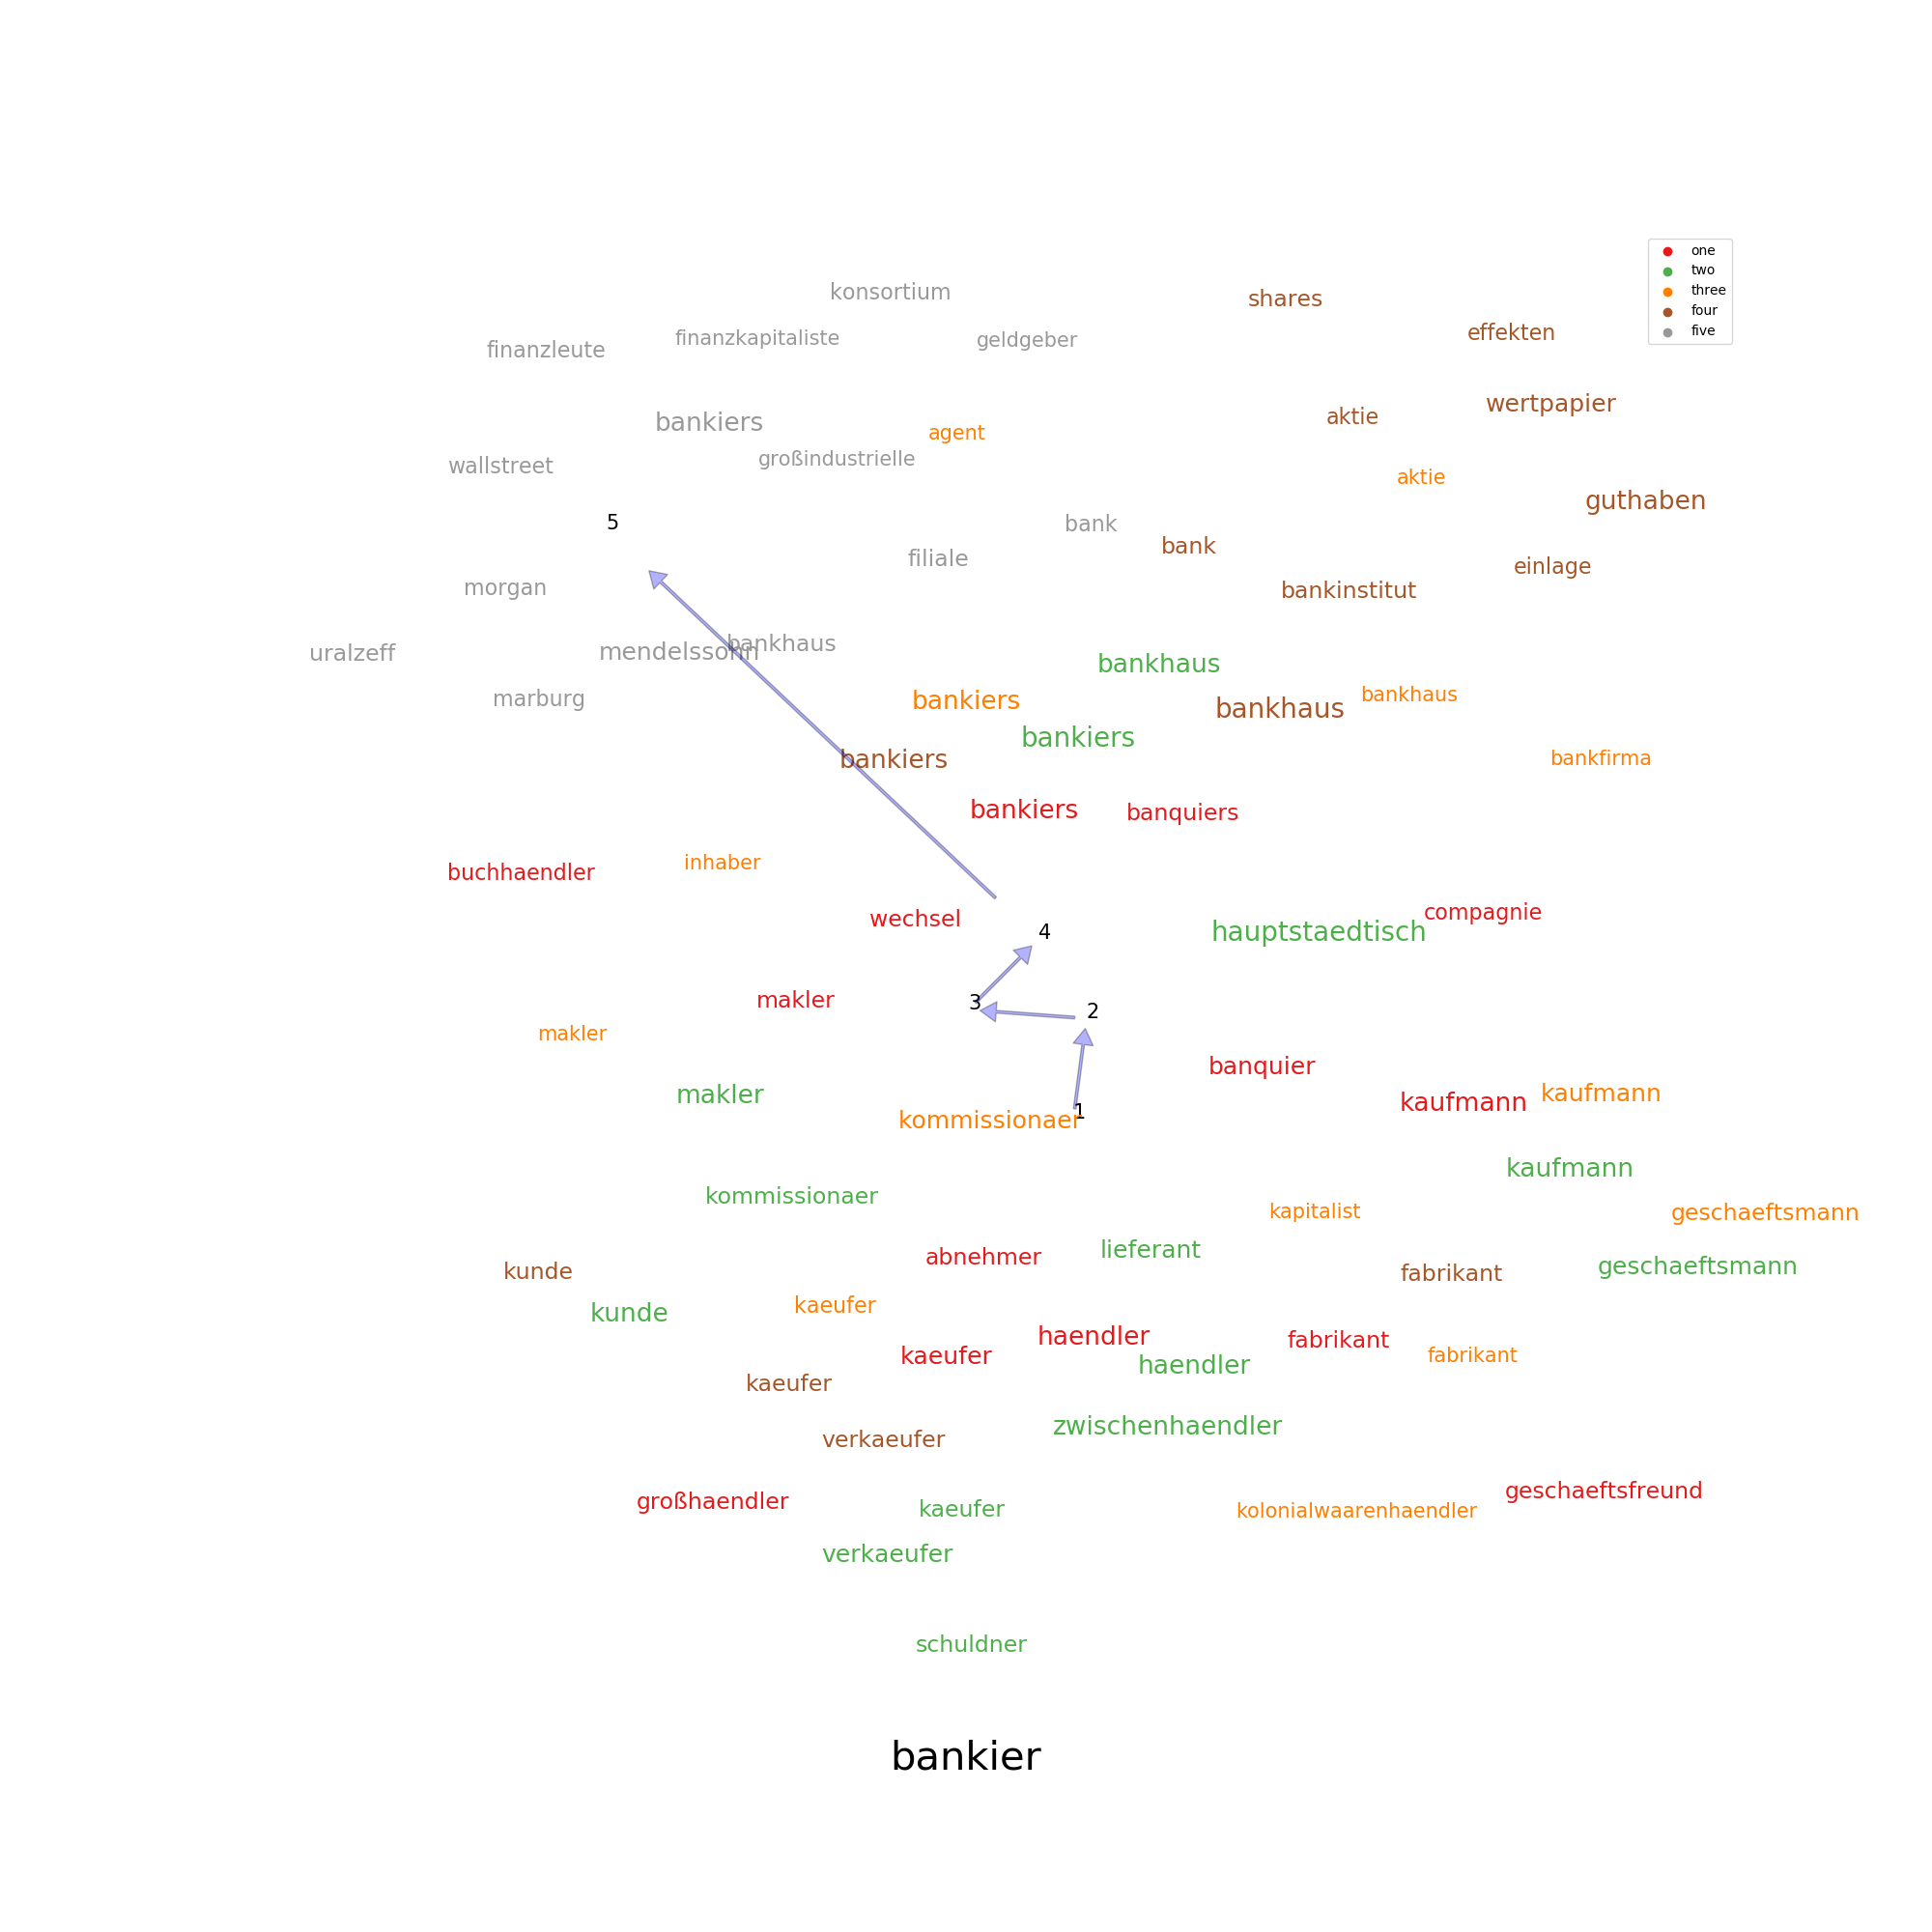 one
two
three
four
five
konsortium
shares
effekten
finanzkapitaliste
geldgeber
finanzleute
wertpapier
aktie
bankiers
agent
großindustrielle
wallstreet
aktie
guthaben
5
bank
bank
filiale
einlage
morgan
bankinstitut
uralzeff
mendelssohn
bankhaus
bankhaus
marburg
bankiers
bankhaus
bankhaus
bankiers
bankiers
bankfirma
bankiers
banquiers
buchhaendler
inhaber
wechsel
compagnie
4
hauptstaedtisch
makler
3
2
makler
banquier
makler
kaufmann
kaufmann
kommissionaer
1
kaufmann
kommissionaer
kapitalist
geschaeftsmann
abnehmer
lieferant
geschaeftsmann
kunde
fabrikant
kunde
kaeufer
haendler
fabrikant
kaeufer
haendler
fabrikant
kaeufer
zwischenhaendler
verkaeufer
großhaendler
kaeufer
kolonialwaarenhaendler
geschaeftsfreund
verkaeufer
schuldner
bankier